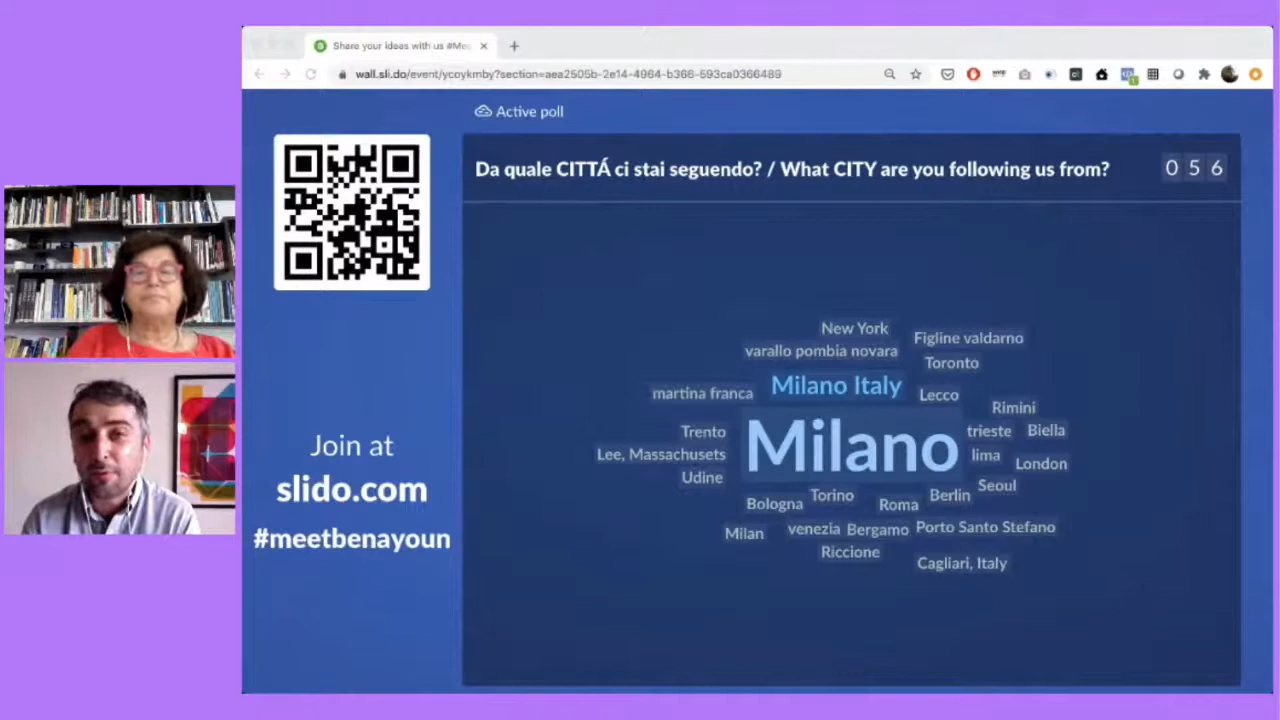 Share your ideas with us #Mee
wall.sli.do/event/ycoykmby?section=aea2505b-2e14-4964-b366-593ca0366489
Active poll
Da quale CITTÁ ci stai seguendo? / What CITY are you following us from?
0 5 6
New York
Figline valdarno
varallo pombia novara
Toronto
martina franca
Milano Italy
Lecco
Rimini
Trento
Milano
trieste
Biella
Lee, Massachusets
lima
London
Udine
Seoul
Bologna
Torino
Roma
Berlin
Milan
venezia
Bergamo
Porto Santo Stefano
Riccione
Cagliari, Italy
Join at
slido.com
#meetbenayoun